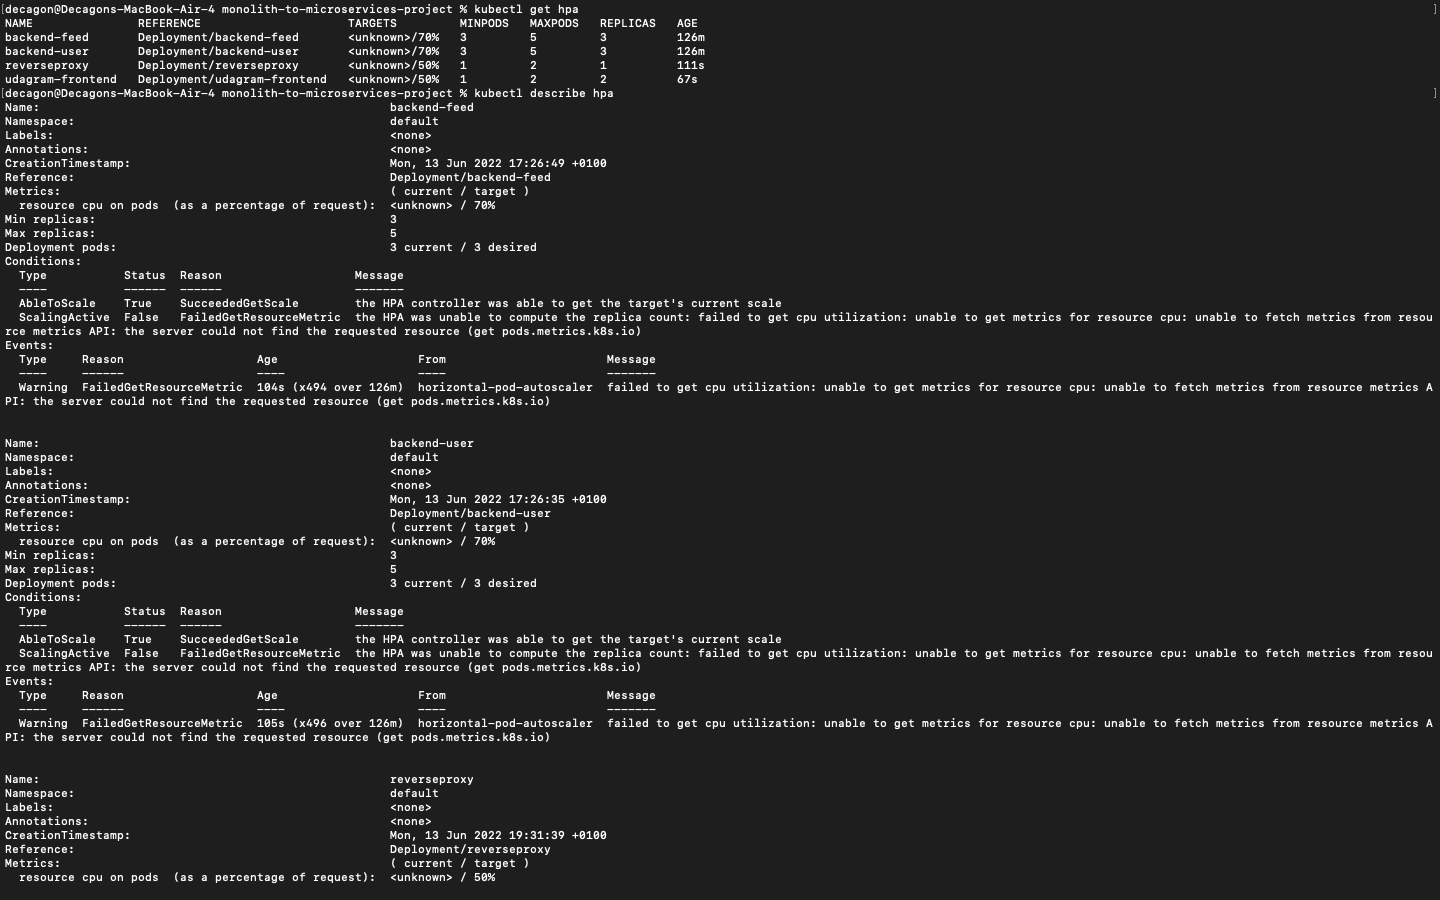 [decagon@Decagons-MacBook-Air-4 monolith-to-microservices-project % kubectl get hpa ]
NAME REFERENCE TARGETS MINPODS MAXPODS REPLICAS AGE
backend-feed Deployment/backend-feed <unknown>/70% 3 5 3 126m
backend-user Deployment/backend-user <unknown>/70% 3 5 3 126m
reverseproxy Deployment/reverseproxy <unknown>/50% 1 2 1 111s
udagram-frontend Deployment/udagram-frontend <unknown>/50% 1 2 2 67s
[decagon@Decagons-MacBook-Air-4 monolith-to-microservices-project % kubectl describe hpa ]
Name: backend-feed
Namespace: default
Labels: <none>
Annotations: <none>
CreationTimestamp: Mon, 13 Jun 2022 17:26:49 +0100
Reference: Deployment/backend-feed
Metrics: ( current / target )
resource cpu on pods (as a percentage of request): <unknown> / 70%
Min replicas: 3
Max replicas: 5
Deployment pods: 3 current / 3 desired
Conditions:
Type Status Reason Message
---- ------ ------ -------
AbleToScale True SucceededGetScale the HPA controller was able to get the target's current scale
ScalingActive False FailedGetResourceMetric the HPA was unable to compute the replica count: failed to get cpu utilization: unable to get metrics for resource cpu: unable to fetch metrics from resou
rce metrics API: the server could not find the requested resource (get pods.metrics.k8s.io)
Events:
Type Reason Age From Message
---- ------ ---- ---- -------
Warning FailedGetResourceMetric 104s (x494 over 126m) horizontal-pod-autoscaler failed to get cpu utilization: unable to get metrics for resource cpu: unable to fetch metrics from resource metrics A
PI: the server could not find the requested resource (get pods.metrics.k8s.io)
Name: backend-user
Namespace: default
Labels: <none>
Annotations: <none>
CreationTimestamp: Mon, 13 Jun 2022 17:26:35 +0100
Reference: Deployment/backend-user
Metrics: ( current / target )
resource cpu on pods (as a percentage of request): <unknown> / 70%
Min replicas: 3
Max replicas: 5
Deployment pods: 3 current / 3 desired
Conditions:
Type Status Reason Message
---- ------ ------ -------
AbleToScale True SucceededGetScale the HPA controller was able to get the target's current scale
ScalingActive False FailedGetResourceMetric the HPA was unable to compute the replica count: failed to get cpu utilization: unable to get metrics for resource cpu: unable to fetch metrics from resou
rce metrics API: the server could not find the requested resource (get pods.metrics.k8s.io)
Events:
Type Reason Age From Message
---- ------ ---- ---- -------
Warning FailedGetResourceMetric 105s (x496 over 126m) horizontal-pod-autoscaler failed to get cpu utilization: unable to get metrics for resource cpu: unable to fetch metrics from resource metrics A
PI: the server could not find the requested resource (get pods.metrics.k8s.io)
Name: reverseproxy
Namespace: default
Labels: <none>
Annotations: <none>
CreationTimestamp: Mon, 13 Jun 2022 19:31:39 +0100
Reference: Deployment/reverseproxy
Metrics: ( current / target )
resource cpu on pods (as a percentage of request): <unknown> / 50%